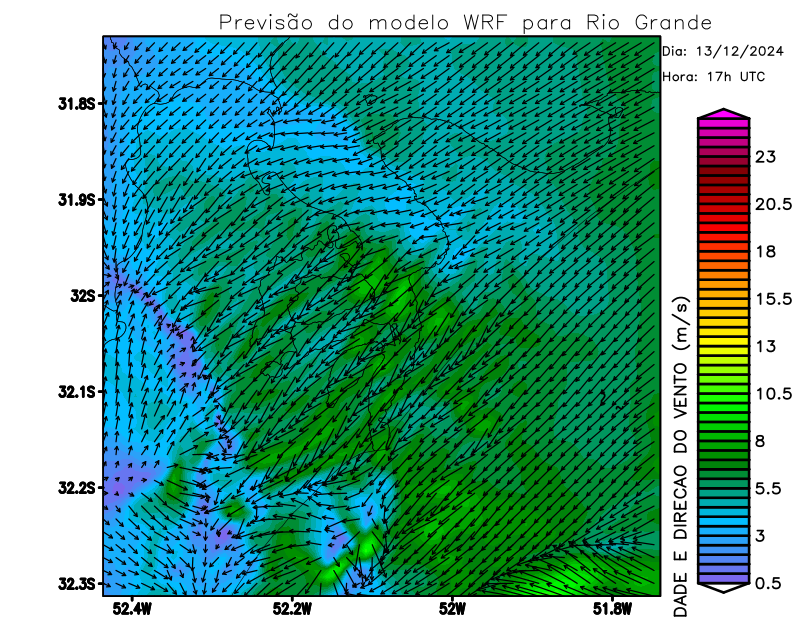 Previsão do modelo WRF para Rio Grande
Dia: 13/12/2024
Hora: 17h UTC
31.8S
31.9S
32S
32.1S
32.2S
32.3S
52.4W
52.2W
52W
51.8W
23
20.5
18
15.5
13
10.5
8
5.5
3
0.5
DADE E DIRECAO DO VENTO (m/s)